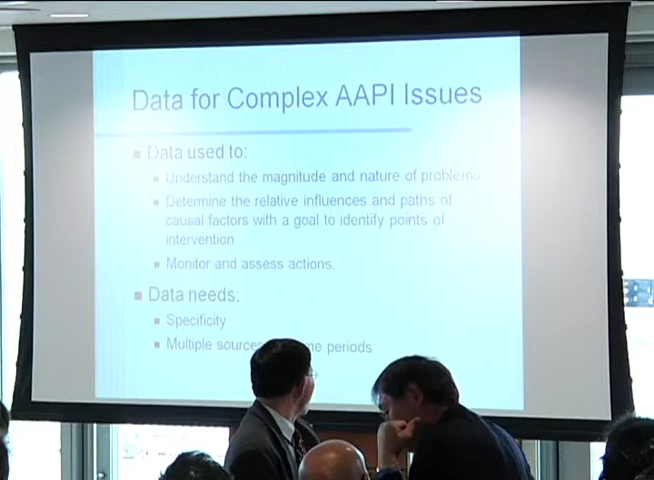 Data for Complex AAPI Issues
Data used to:
Understand the magnitude and nature of problems
Determine the relative influences and paths of
causal factors with a goal to identify points of
intervention
Monitor and assess actions.
Data needs:
Specificity
Multiple sources periods